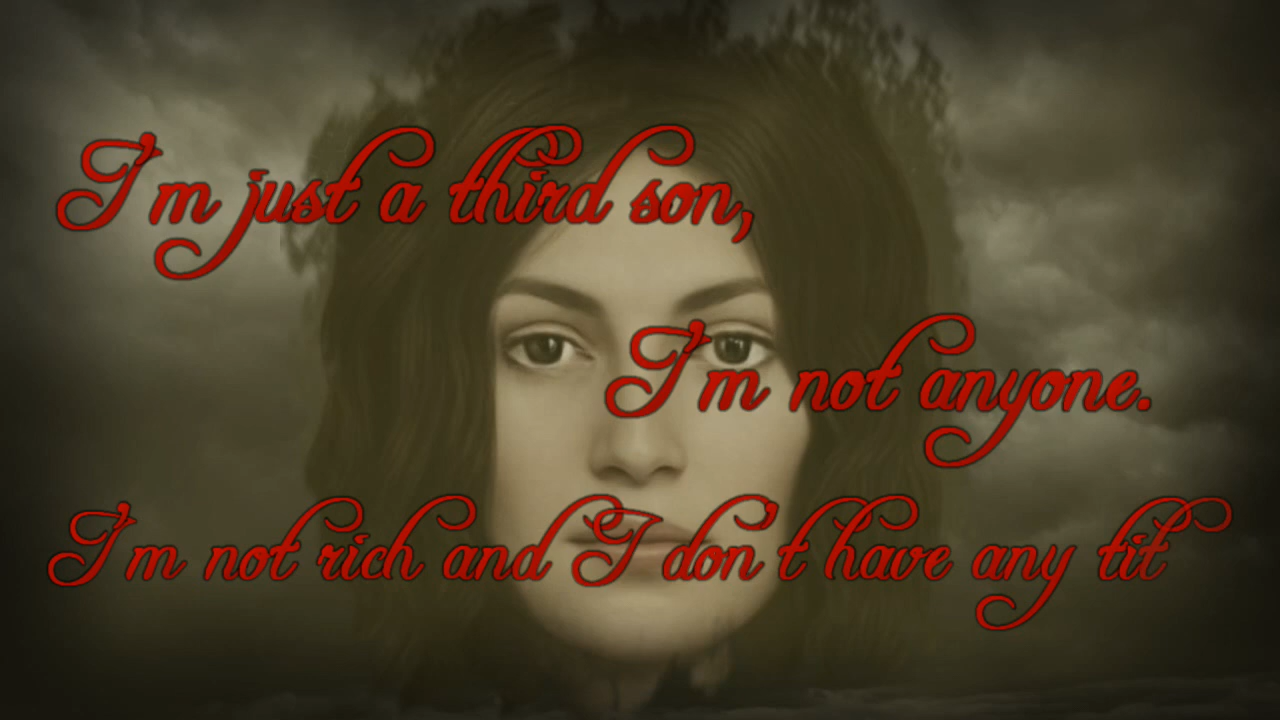 I'm just a third son,
I'm not anyone.
I'm not rich and I don't have any tit